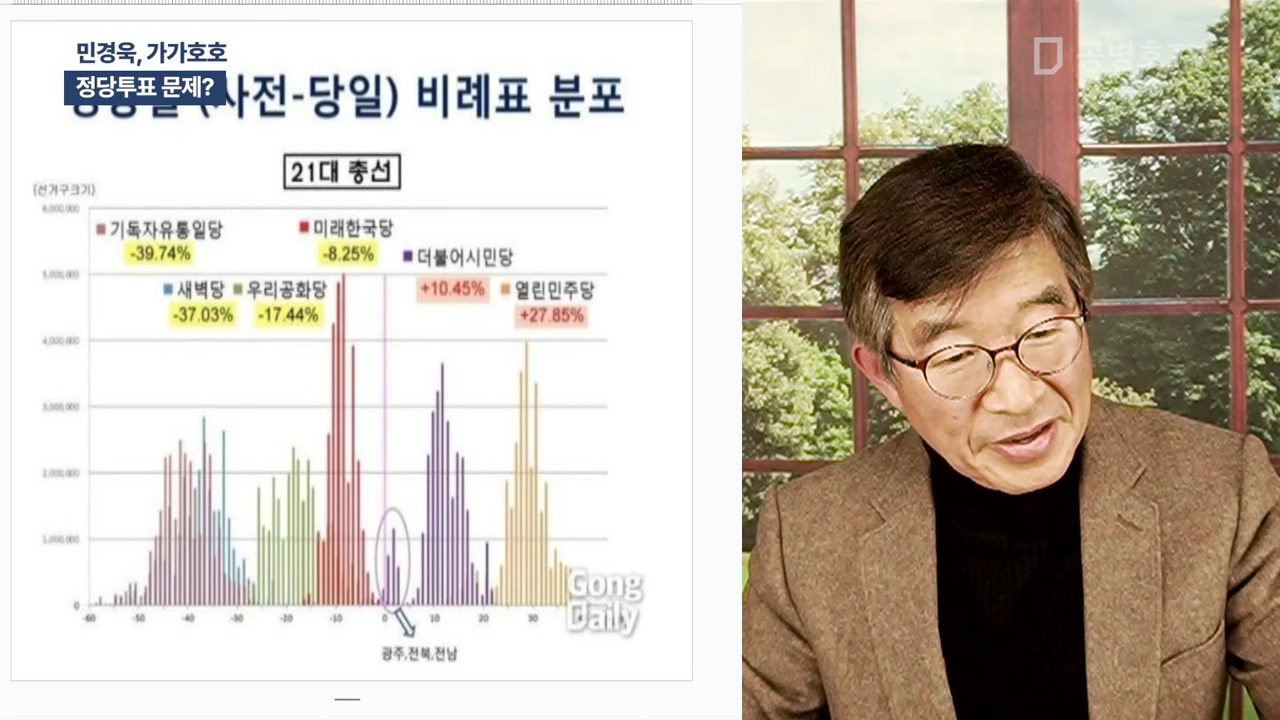 민경욱, 가가호호
정당투표 문제?
(사전-당일) 비례표 분포
21대 총선
(선거구크기)
6,000,000
기독자유통일당
-39.74%
미래한국당
-8.25%
더불어시민당
+10.45%
5,000,000
새벽당
-37.03%
우리공화당
-17.44%
열린민주당
+27.85%
4,000,000
3,000,000
2,000,000
1,000,000
0
-60 -50 -40 -30 -20 -10 0 10 20 30
광주,전북,전남
Gong
Daily
공병호